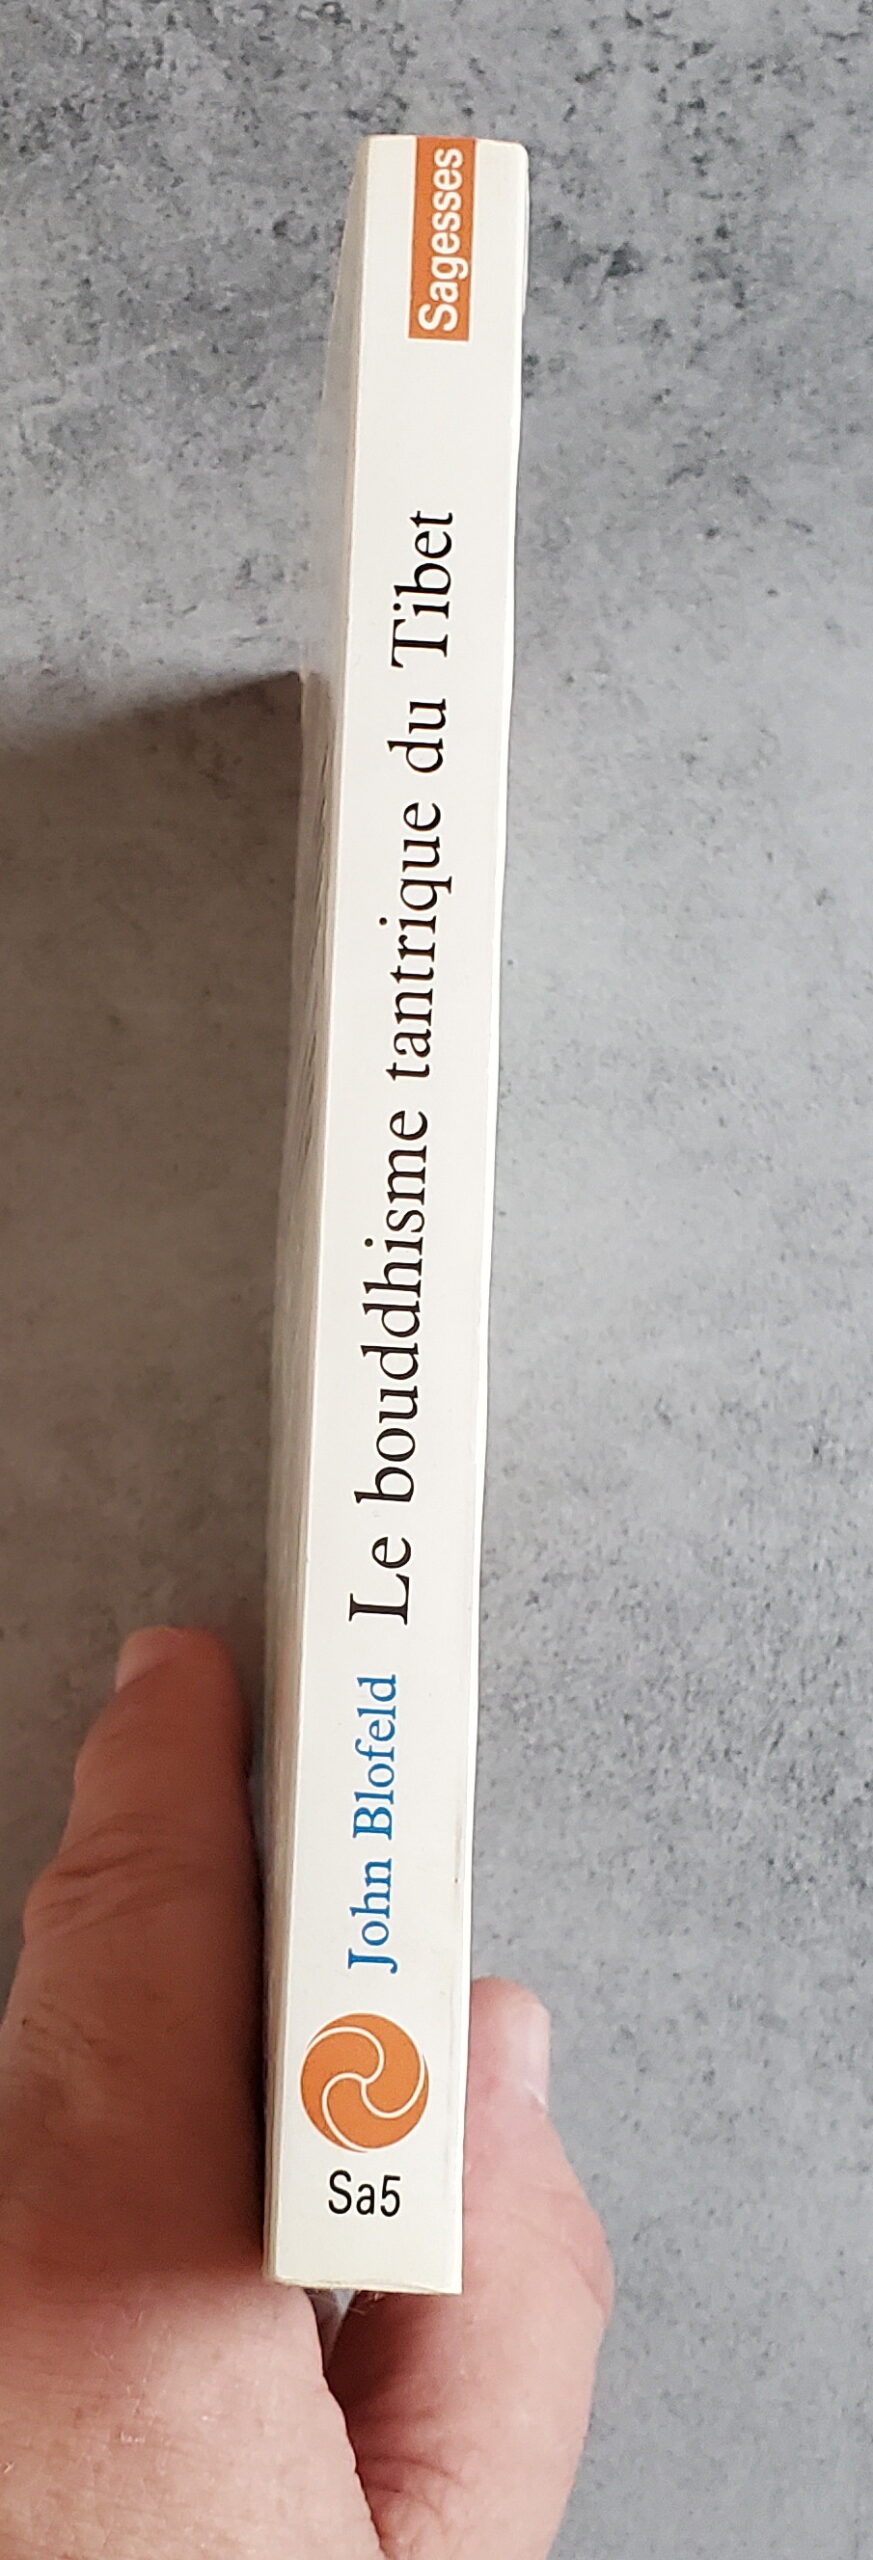 Sagesses
John Blofeld Le bouddhisme tantrique du Tibet
Sa5